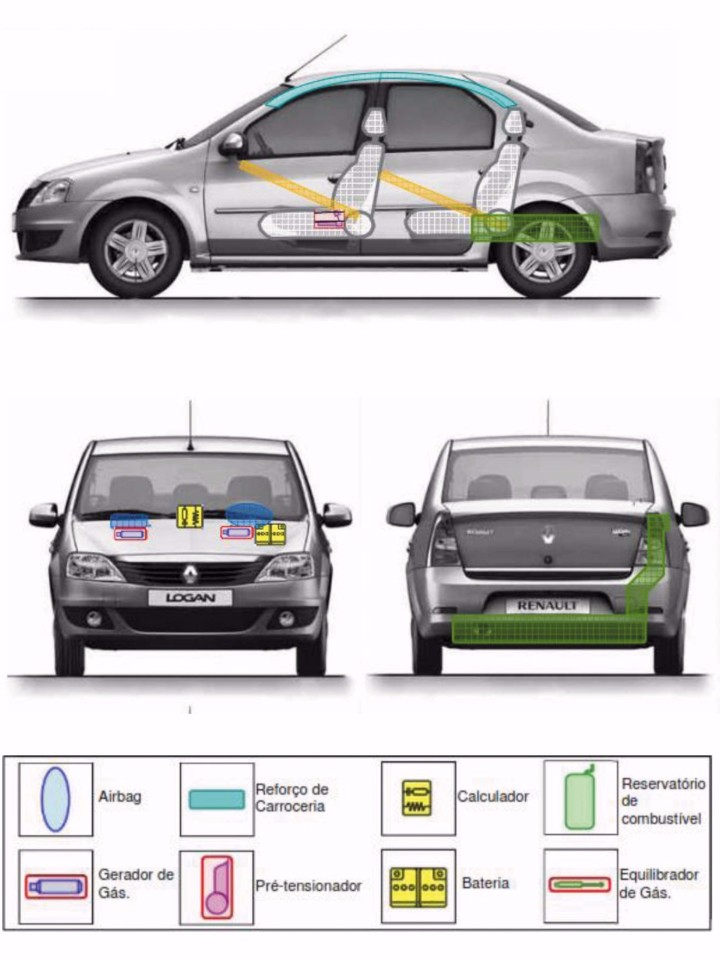 LOGAN
RENAULT
Airbag
Reforço de
Carroceria
Calculador
Reservatório
de
combustível
Gerador de
Gás.
Pré-tensionador
Bateria
Equilibrador
de Gás.